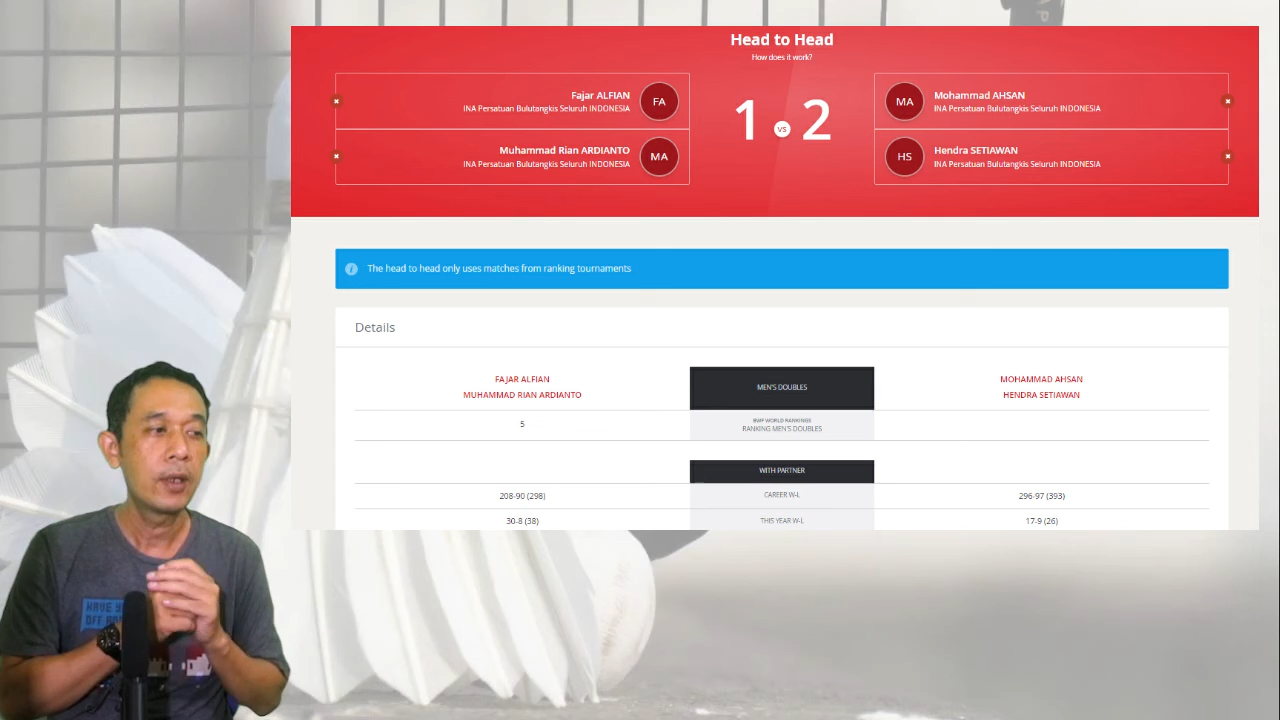 Head to Head
How does it work?
Fajar ALFIAN
INA Persatuan Bulutangkis Seluruh INDONESIA
FA
Muhammad Rian ARDIANTO
INA Persatuan Bulutangkis Seluruh INDONESIA
MA
1 vs 2
MA
Mohammad AHSAN
INA Persatuan Bulutangkis Seluruh INDONESIA
HS
Hendra SETIAWAN
INA Persatuan Bulutangkis Seluruh INDONESIA
The head to head only uses matches from ranking tournaments
Details
FAJAR ALFIAN
MUHAMMAD RIAN ARDIANTO
MEN'S DOUBLES
MOHAMMAD AHSAN
HENDRA SETIAWAN
5
BWF WORLD RANKINGS
RANKING MEN'S DOUBLES
WITH PARTNER
208-90 (298) CAREER W-L 296-97 (393)
30-8 (38) THIS YEAR W-L 17-9 (26)
HAVE
OFF